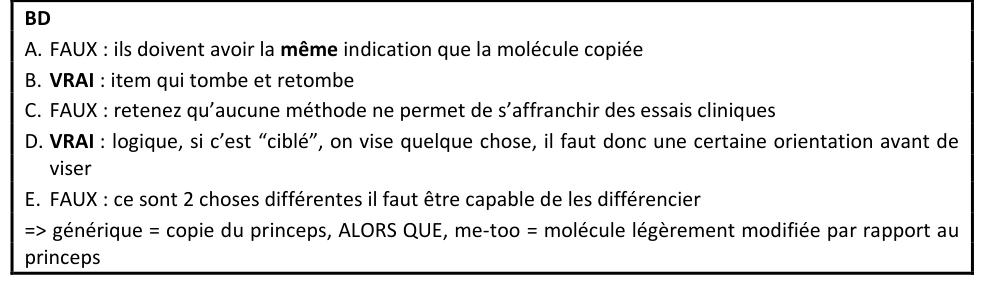 BD
A. FAUX : ils doivent avoir la même indication que la molécule copiée
B. VRAI : item qui tombe et retombe
C. FAUX : retenez qu’aucune méthode ne permet de s’affranchir des essais cliniques
D. VRAI : logique, si c’est “ciblé”, on vise quelque chose, il faut donc une certaine orientation avant de
viser
E. FAUX : ce sont 2 choses différentes il faut être capable de les différencier
=> générique = copie du princeps, ALORS QUE, me-too = molécule légèrement modifiée par rapport au
princeps